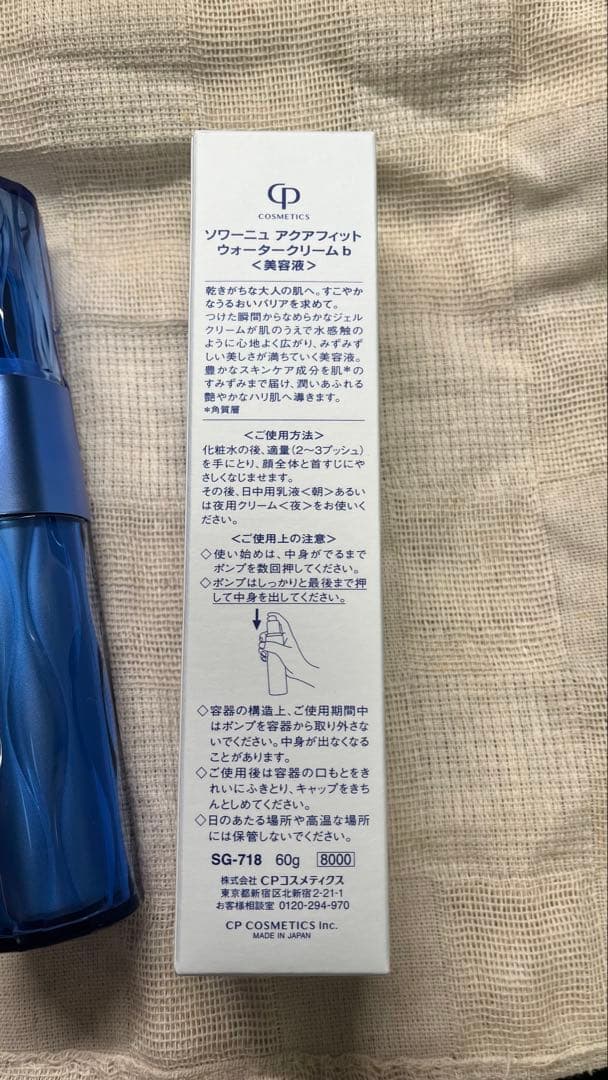 CP
COSMETICS
ソワーニュ アクアフィット
ウォータークリーム b
＜美容液＞
乾きがちな大人の肌へ。すこやか
なうるおいバリアを求めて。
つけた瞬間からなめらかなジェル
クリームが肌のうえで水感触の
ように心地よく広がり、みずみず
しい美しさが満ちていく美容液。
豊かなスキンケア成分を肌*の
すみずみまで届け、潤いあふれる
艶やかなハリ肌へ導きます。
*角質層
＜ご使用方法＞
化粧水の後、適量(2〜3プッシュ)
を手にとり、顔全体と首すじにや
さしくなじませます。
その後、日中用乳液＜朝＞あるい
は夜用クリーム＜夜＞をお使いく
ださい。
＜ご使用上の注意＞
◇使い始めは、中身がでるまで
ポンプを数回押してください。
◇ポンプはしっかりと最後まで押
して中身を出してください。
◇容器の構造上、ご使用期間中
はポンプを容器から取り外さな
いでください。中身が出なくなる
ことがあります。
◇ご使用後は容器の口もとをき
れいにふきとり、キャップをきち
んとしめてください。
◇日のあたる場所や高温な場所
には保管しないでください。
SG-718 60g 8000
株式会社 CPコスメティクス
東京都新宿区北新宿2-21-1
お客様相談室 0120-294-970
CP COSMETICS Inc.
MADE IN JAPAN